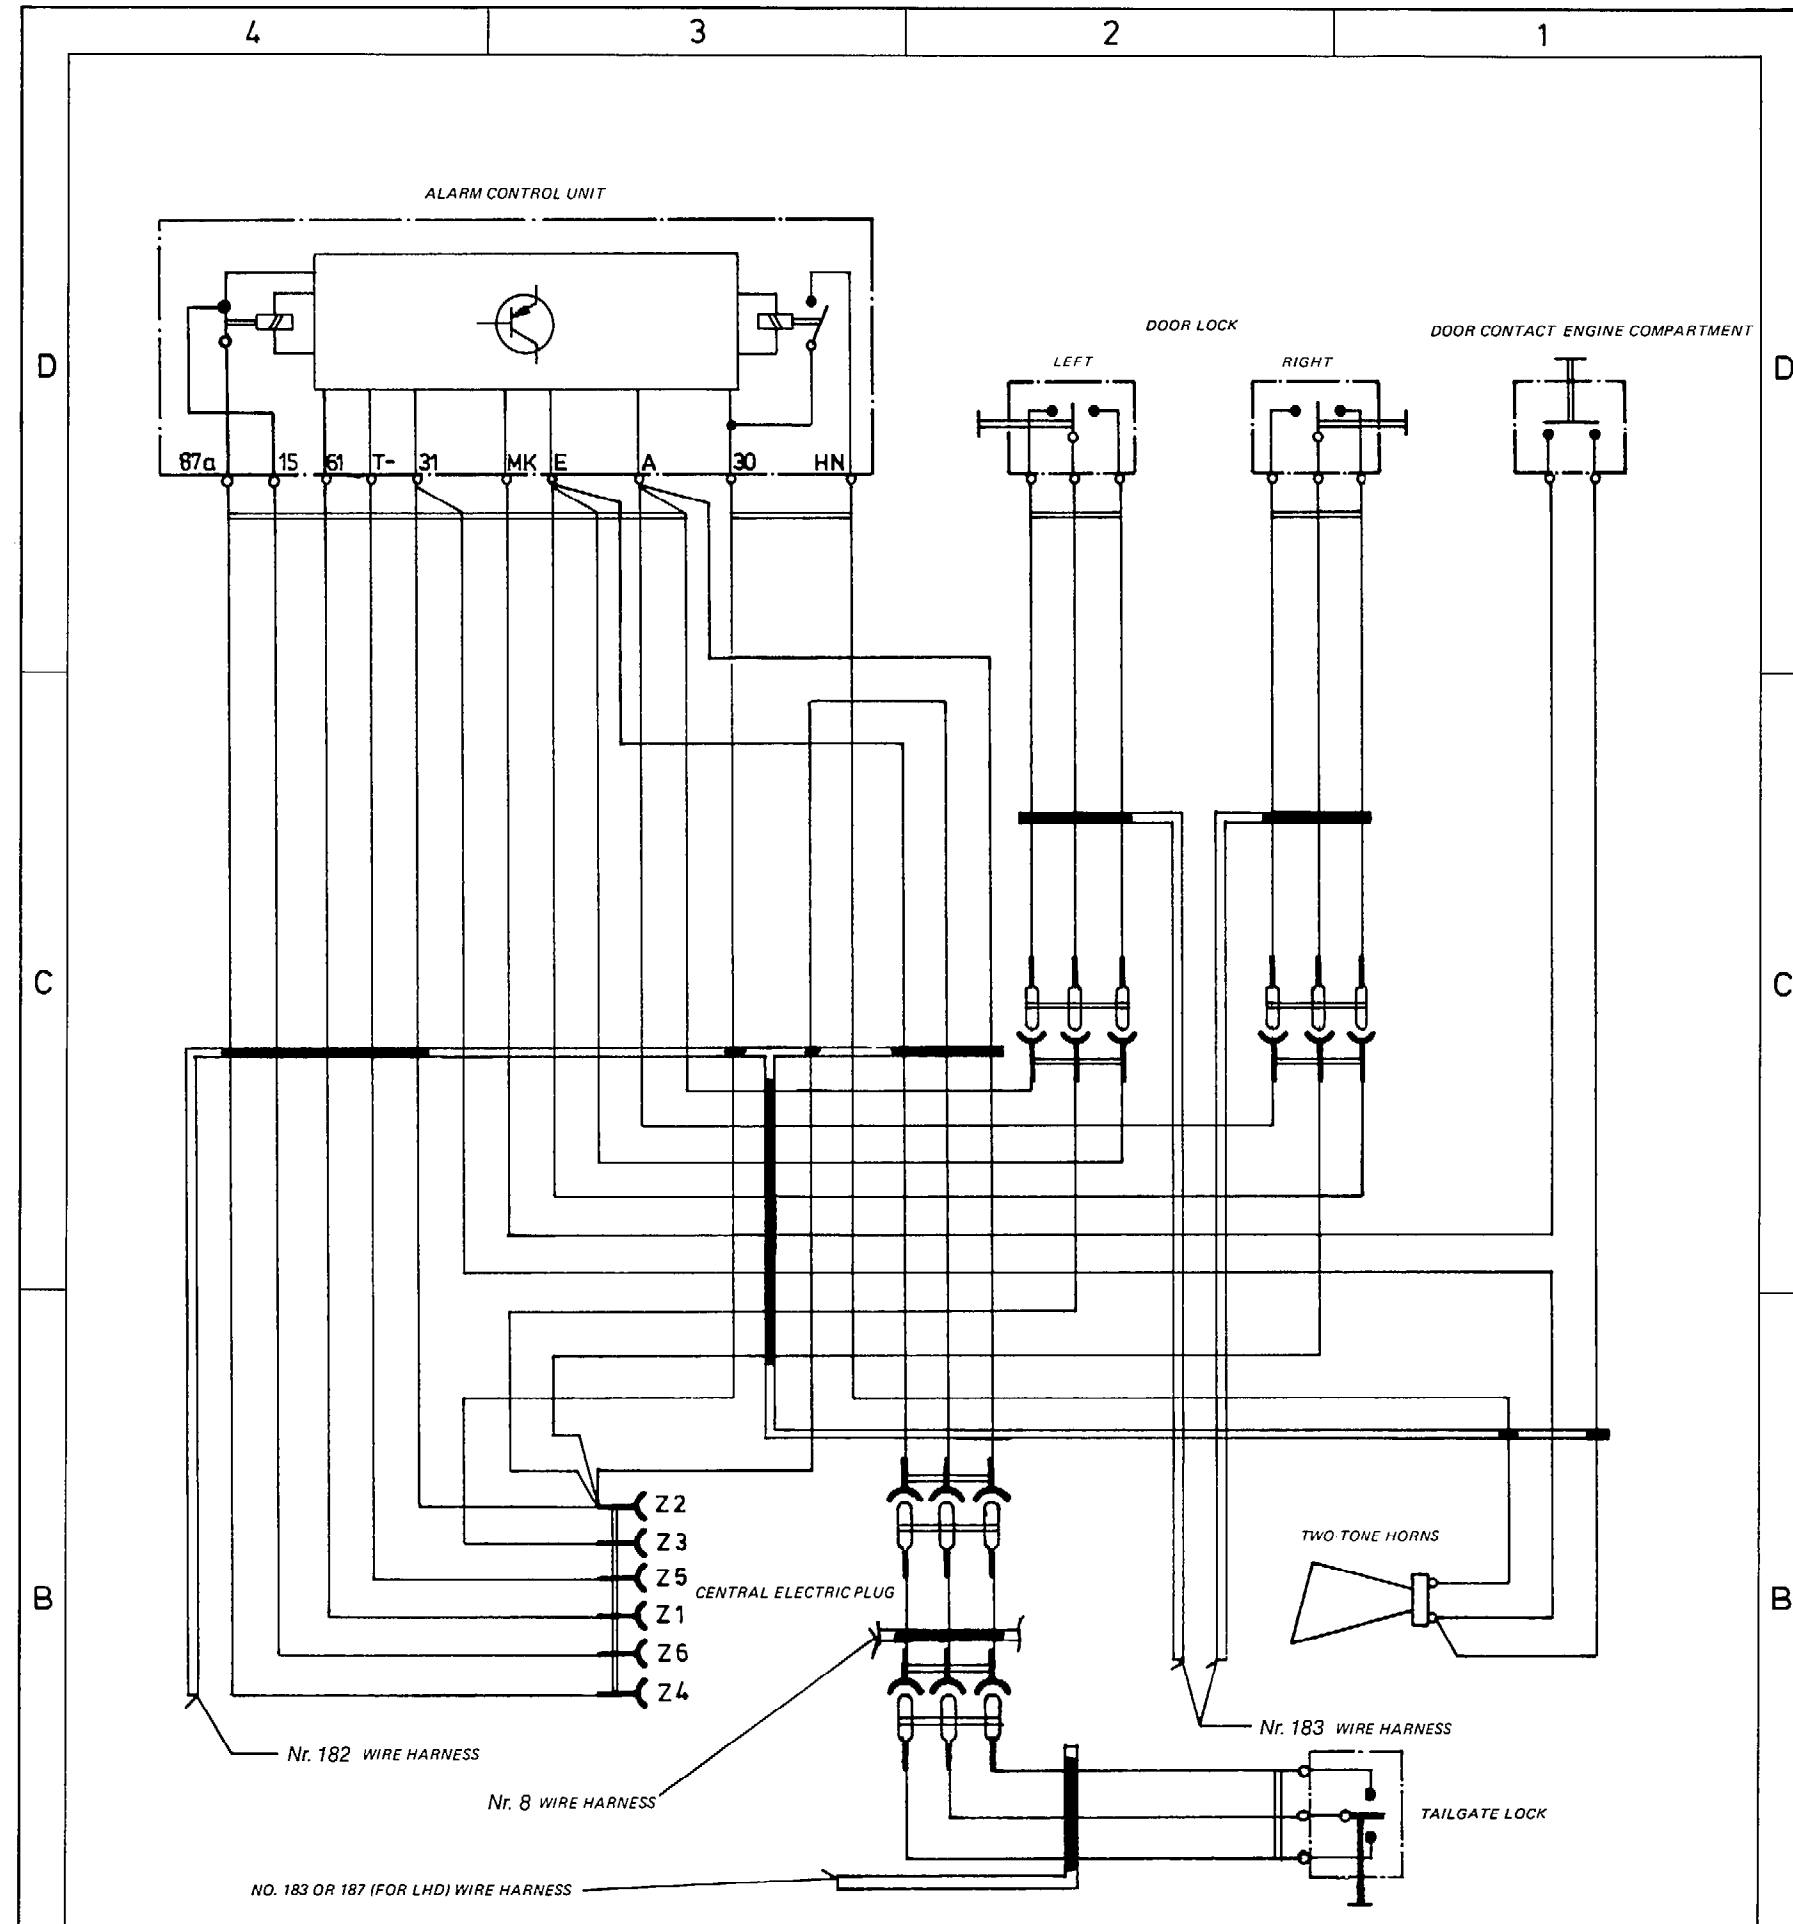 4 3 2 1
ALARM CONTROL UNIT
DOOR LOCK
DOOR CONTACT ENGINE COMPARTMENT
LEFT
RIGHT
D D
87a 15 61 T- 31 MK E A 30 HN
C C
Z2
Z3
Z5
Z1
Z6
Z4
CENTRAL ELECTRIC PLUG
TWO-TONE HORNS
B B
Nr. 183 WIRE HARNESS
Nr. 182 WIRE HARNESS
Nr. 8 WIRE HARNESS
TAILGATE LOCK
NO. 183 OR 187 (FOR LHD) WIRE HARNESS